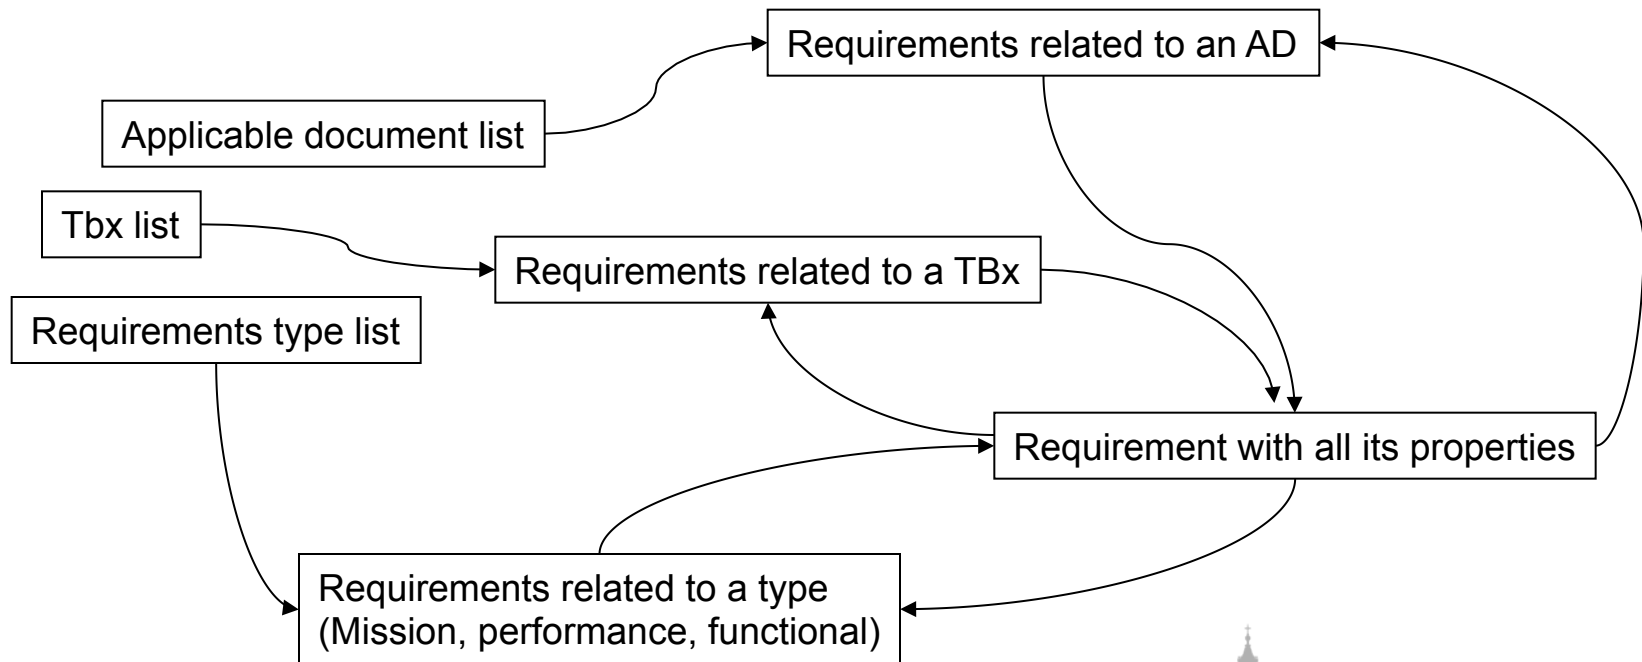 Requirements related to an AD
Applicable document list
Tbx list
Requirements related to a TBx
Requirements type list
Requirement with all its properties
Requirements related to a type
(Mission, performance, functional)